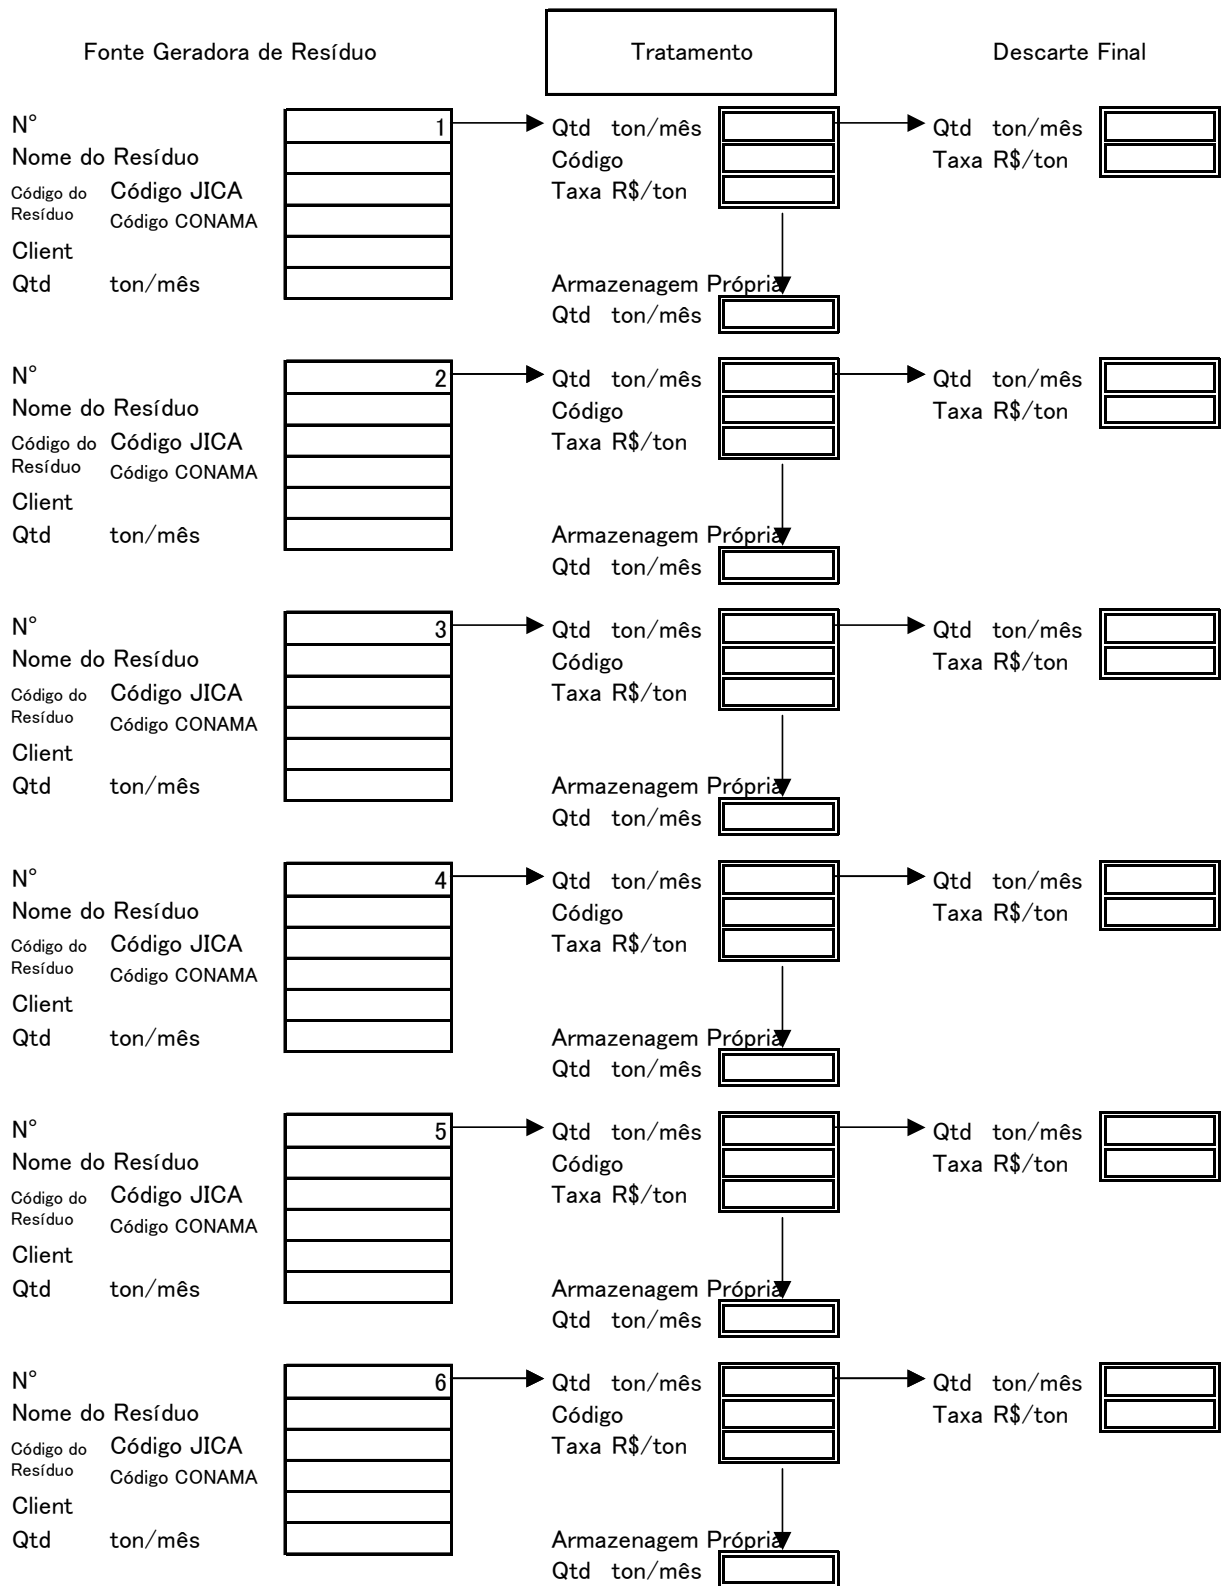 Fonte Geradora de Resíduo Tratamento Descarte Final
N° 1 Qtd ton/mês Qtd ton/mês
Nome do Resíduo Código Taxa R$/ton
Código do Código JICA Taxa R$/ton
Resíduo Código CONAMA
Client
Qtd ton/mês Armazenagem Própria
Qtd ton/mês
N° 2 Qtd ton/mês Qtd ton/mês
Nome do Resíduo Código Taxa R$/ton
Código do Código JICA Taxa R$/ton
Resíduo Código CONAMA
Client
Qtd ton/mês Armazenagem Própria
Qtd ton/mês
N° 3 Qtd ton/mês Qtd ton/mês
Nome do Resíduo Código Taxa R$/ton
Código do Código JICA Taxa R$/ton
Resíduo Código CONAMA
Client
Qtd ton/mês Armazenagem Própria
Qtd ton/mês
N° 4 Qtd ton/mês Qtd ton/mês
Nome do Resíduo Código Taxa R$/ton
Código do Código JICA Taxa R$/ton
Resíduo Código CONAMA
Client
Qtd ton/mês Armazenagem Própria
Qtd ton/mês
N° 5 Qtd ton/mês Qtd ton/mês
Nome do Resíduo Código Taxa R$/ton
Código do Código JICA Taxa R$/ton
Resíduo Código CONAMA
Client
Qtd ton/mês Armazenagem Própria
Qtd ton/mês
N° 6 Qtd ton/mês Qtd ton/mês
Nome do Resíduo Código Taxa R$/ton
Código do Código JICA Taxa R$/ton
Resíduo Código CONAMA
Client
Qtd ton/mês Armazenagem Própria
Qtd ton/mês